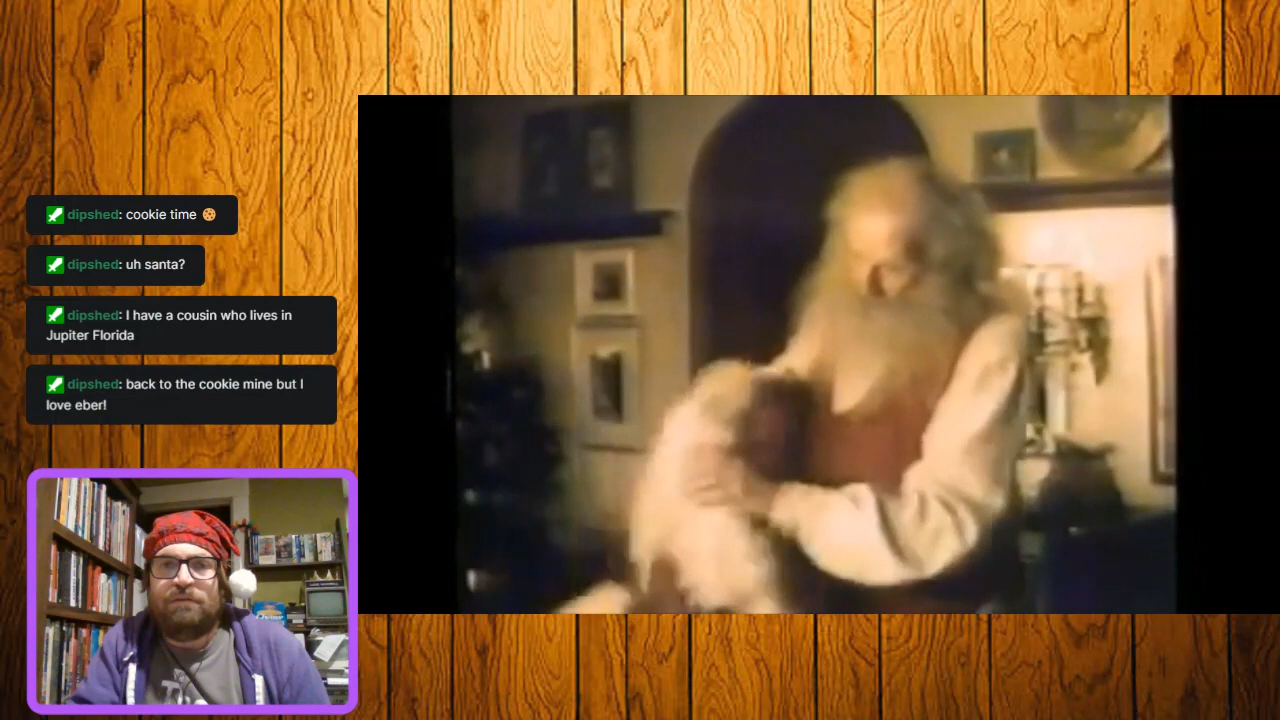 dipshed: cookie time 🍪
dipshed: uh santa?
dipshed: I have a cousin who lives in
Jupiter Florida
dipshed: back to the cookie mine but I
love eber!